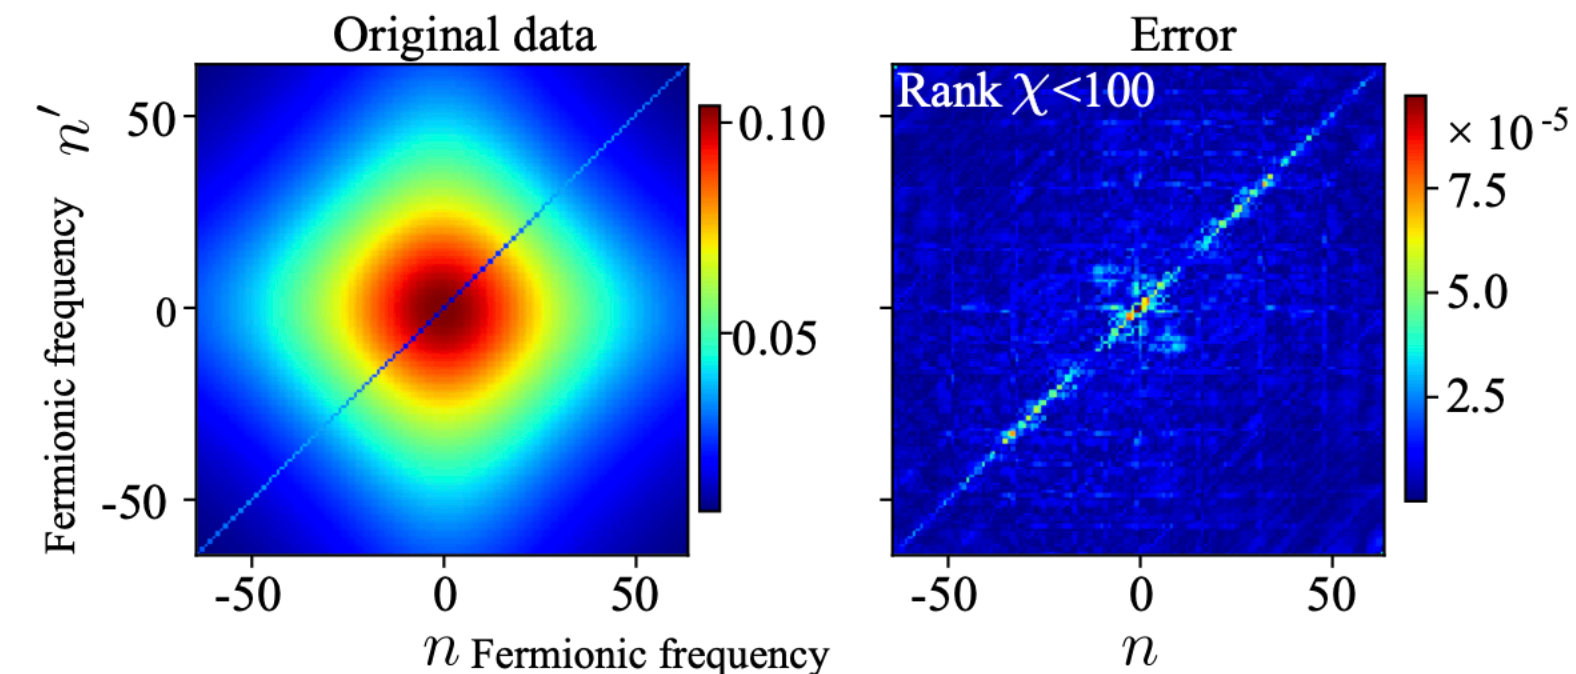 Original data
Fermionic frequency n′
50
0
-50
-50 0 50
n Fermionic frequency
0.10
0.05
Error
Rank χ<100
-50 0 50
n
× 10 -5
7.5
5.0
2.5